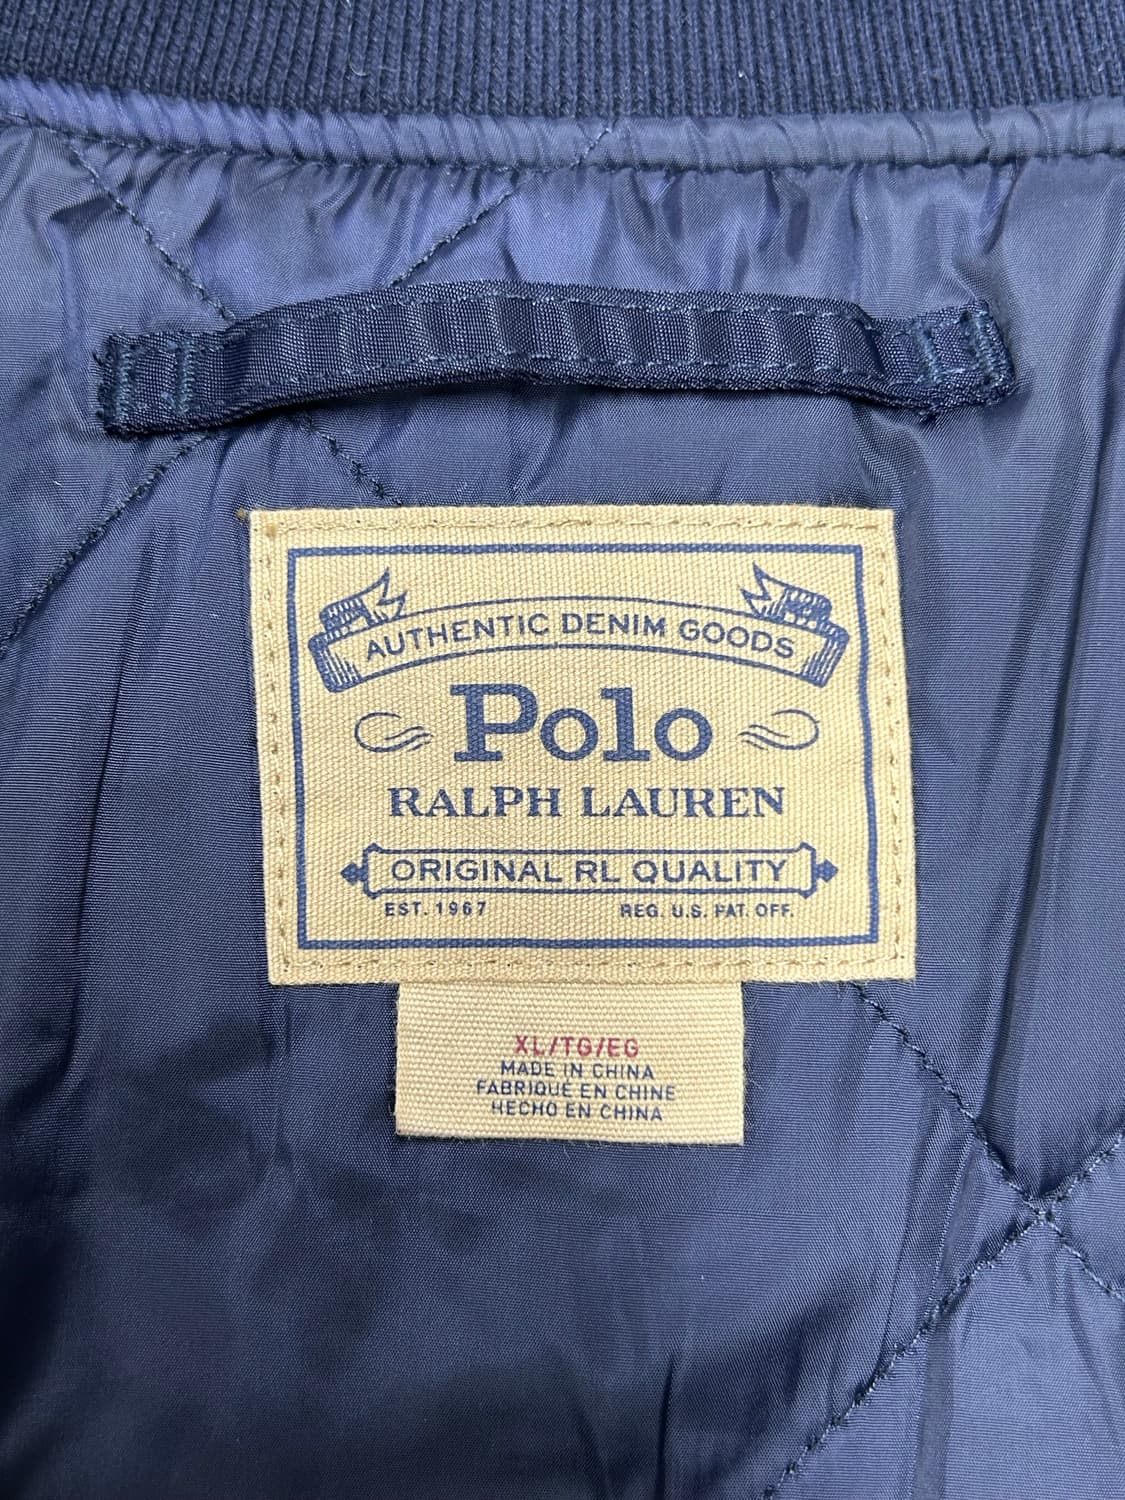 AUTHENTIC DENIM GOODS
Polo
RALPH LAUREN
ORIGINAL RL QUALITY
EST. 1967 REG. U.S. PAT. OFF.
XL/TG/EG
MADE IN CHINA
FABRIQUÉ EN CHINE
HECHO EN CHINA